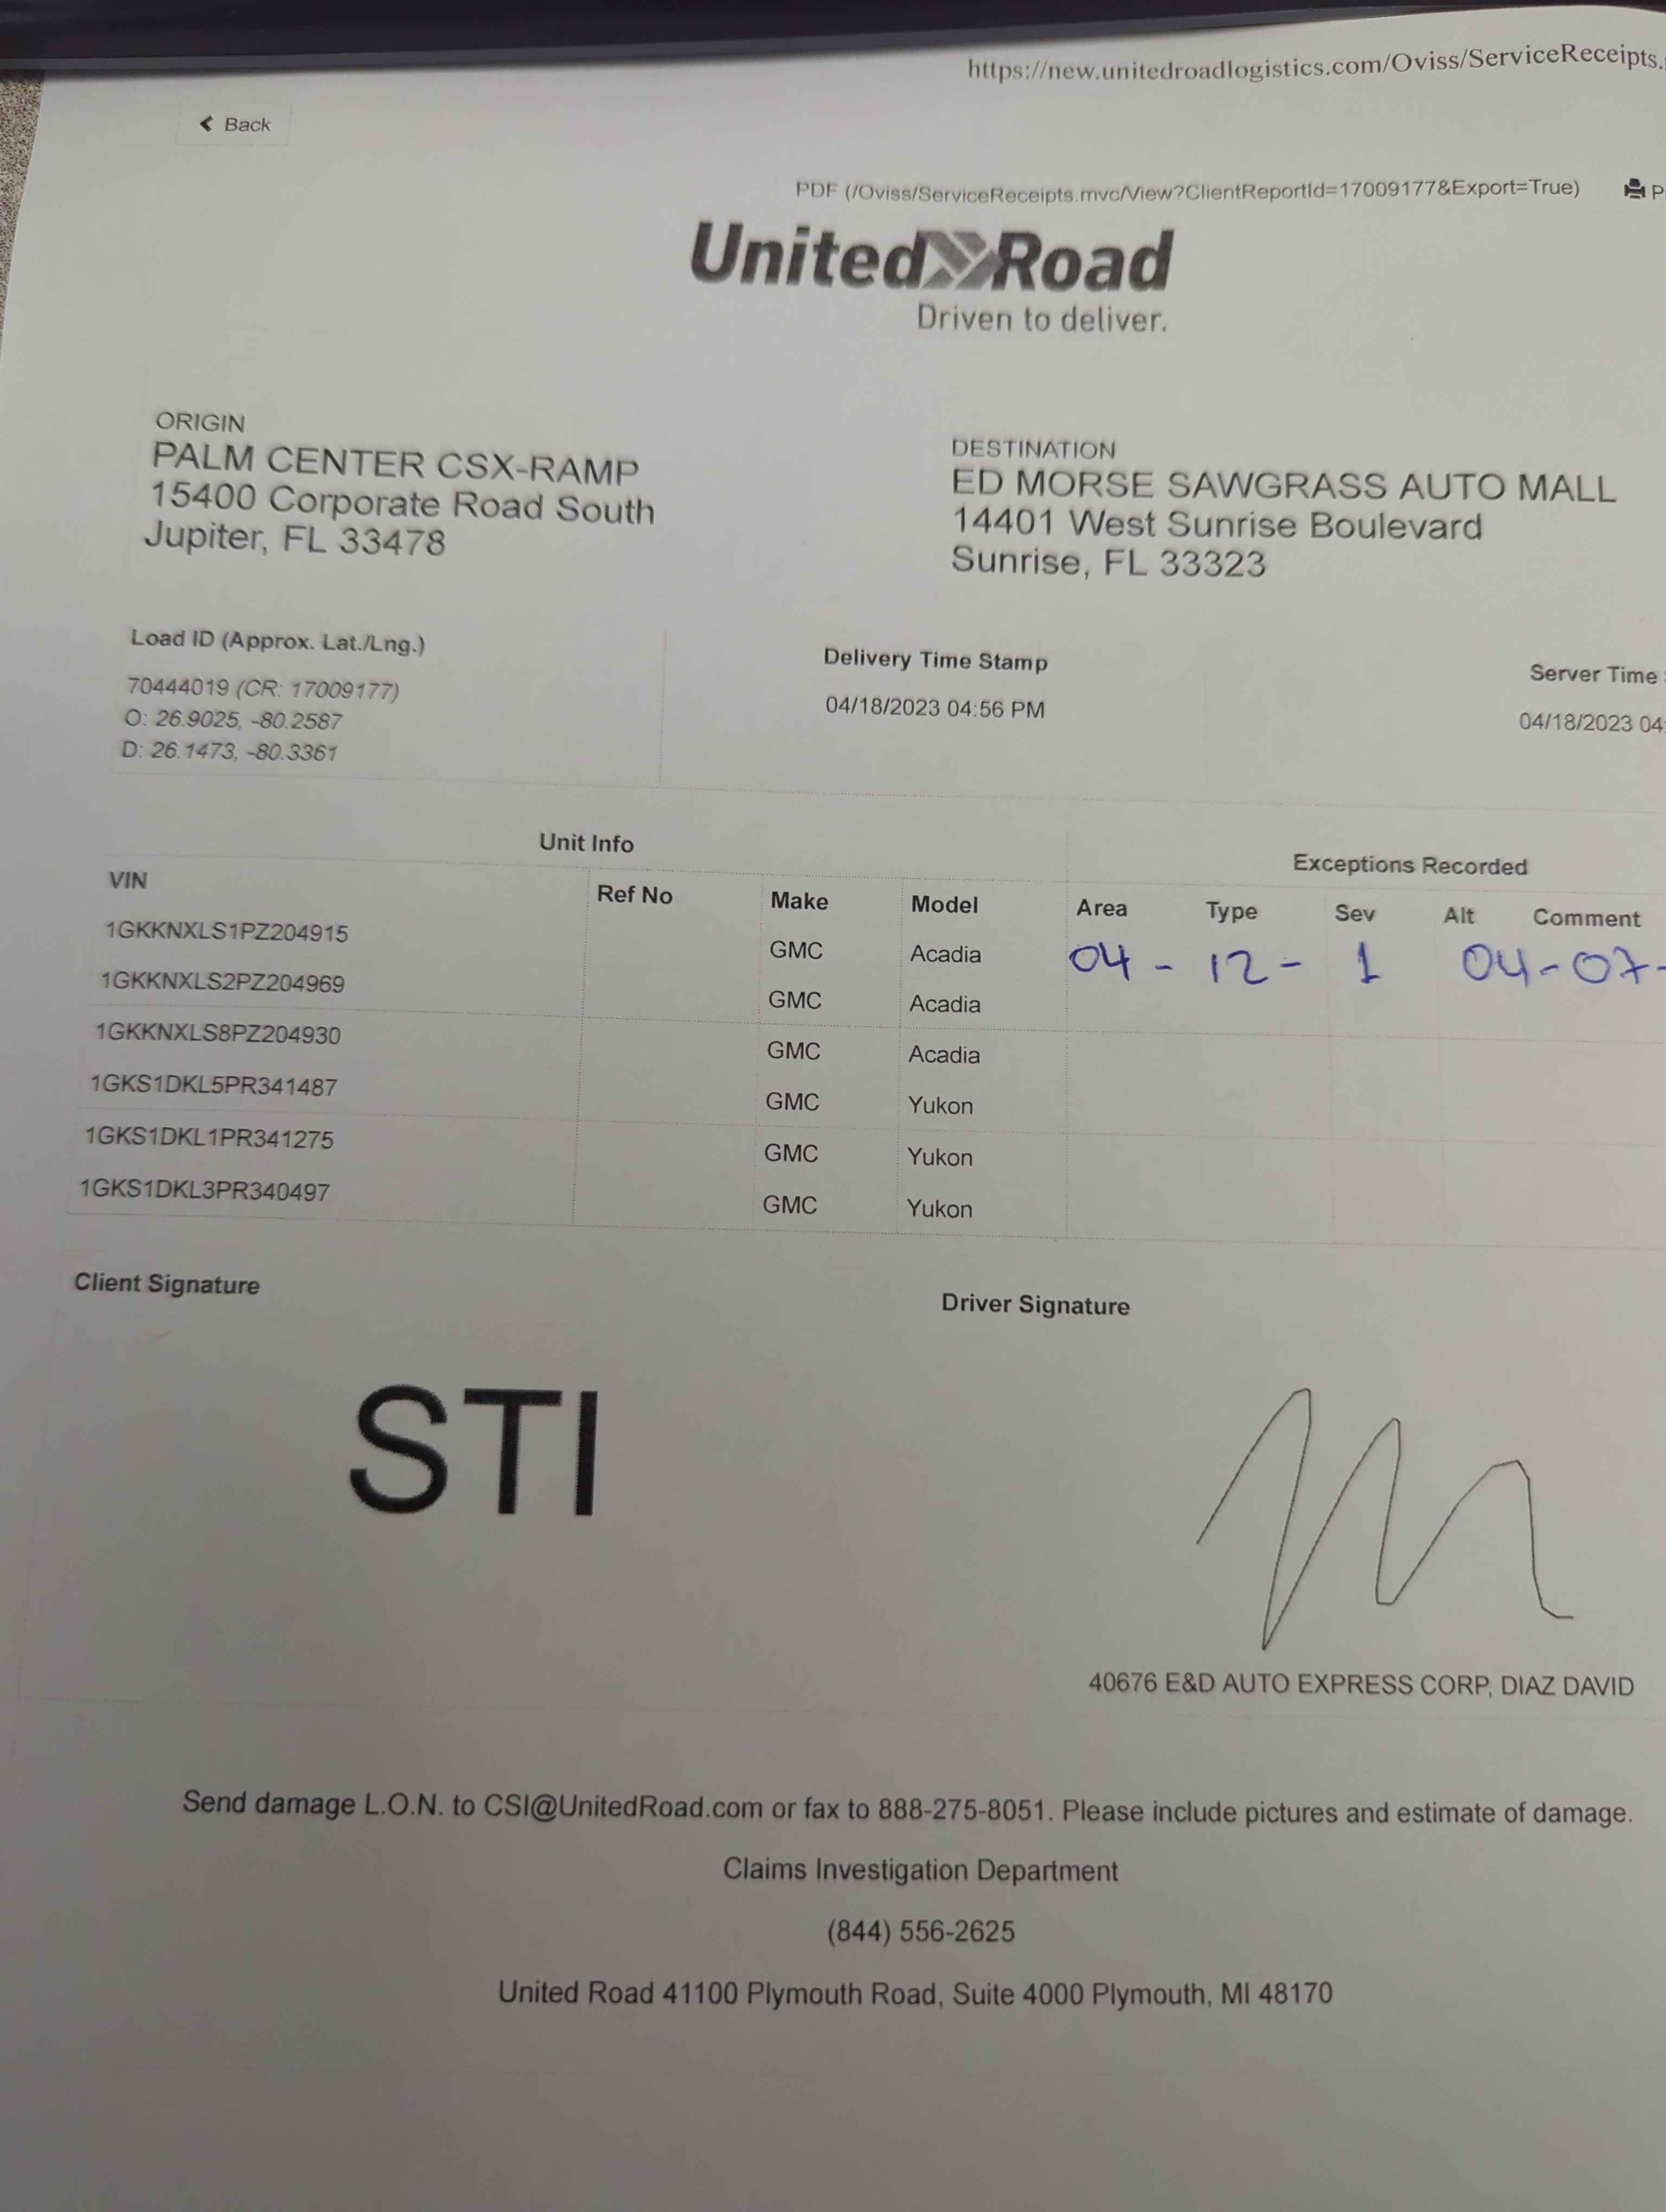 https://new.unitedroadlogistics.com/Oviss/ServiceReceipts.
Back
PDF (/Oviss/ServiceReceipts.mvc/View?ClientReportId=17009177&Export=True)
United Road
Driven to deliver.
ORIGIN
PALM CENTER CSX-RAMP
15400 Corporate Road South
Jupiter, FL 33478
DESTINATION
ED MORSE SAWGRASS AUTO MALL
14401 West Sunrise Boulevard
Sunrise, FL 33323
Load ID (Approx. Lat./Lng.)
70444019 (CR: 17009177)
O: 26.9025, -80.2587
D: 26.1473, -80.3361
Delivery Time Stamp
04/18/2023 04:56 PM
Server Time
04/18/2023 04:
Unit Info
Exceptions Recorded
VIN Ref No Make Model Area Type Sev Alt Comment
1GKKNXLS1PZ204915 GMC Acadia 04 - 12 - 1 04-07-
1GKKNXLS2PZ204969 GMC Acadia
1GKKNXLS8PZ204930 GMC Acadia
1GKS1DKL5PR341487 GMC Yukon
1GKS1DKL1PR341275 GMC Yukon
1GKS1DKL3PR340497 GMC Yukon
Client Signature
Driver Signature
STI
40676 E&D AUTO EXPRESS CORP, DIAZ DAVID
Send damage L.O.N. to CSI@UnitedRoad.com or fax to 888-275-8051. Please include pictures and estimate of damage.
Claims Investigation Department
(844) 556-2625
United Road 41100 Plymouth Road, Suite 4000 Plymouth, MI 48170